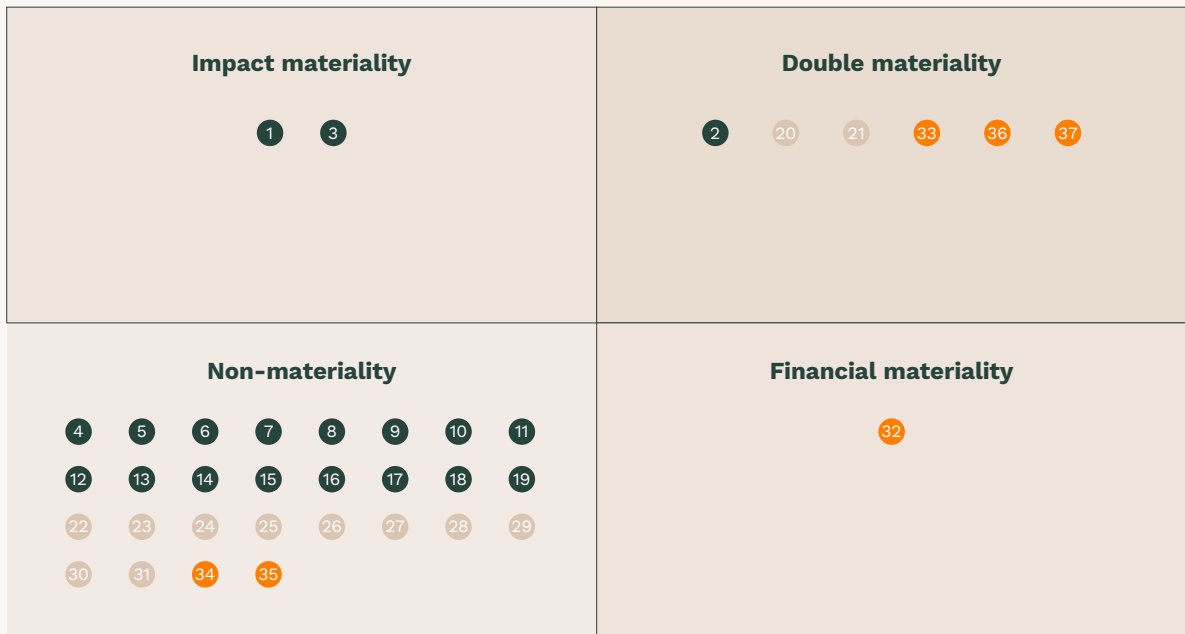 Impact materiality
1 3
Double materiality
2 20 21 33 36 37
Non-materiality
4 5 6 7 8 9 10 11
12 13 14 15 16 17 18 19
22 23 24 25 26 27 28 29
30 31 34 35
Financial materiality
32